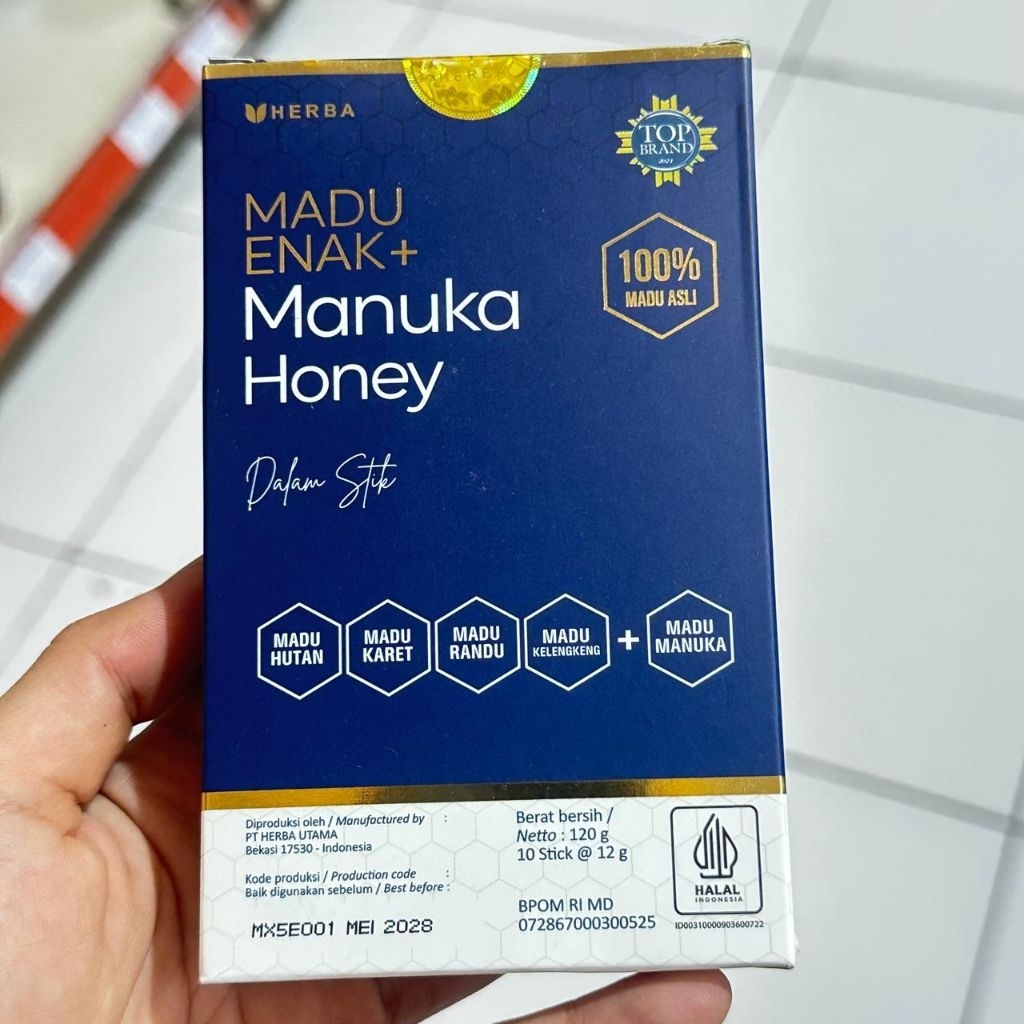 HERBA
HERBA
TOP
BRAND
MADU
ENAK+
Manuka
Honey
100%
MADU ASLI
Dalam Stik
MADU
HUTAN
MADU
KARET
MADU
RANDU
MADU
KELENGKENG
+
MADU
MANUKA
Diproduksi oleh / Manufactured by :
PT HERBA UTAMA
Bekasi 17530 - Indonesia
Kode produksi / Production code :
Baik digunakan sebelum / Best before :
MX5E001 MEI 2028
Berat bersih /
Netto : 120 g
10 Stick @ 12 g
BPOM RI MD
072867000300525
HALAL
INDONESIA
ID00310000903600722